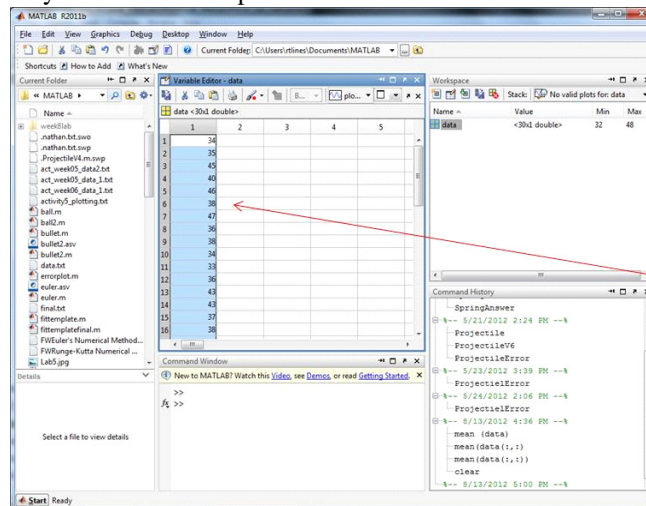 MATLAB R2011b
File Edit View Graphics Debug Desktop Window Help
Current Folder: C:\Users\rtlines\Documents\MATLAB
Shortcuts How to Add What's New
Current Folder
« MATLAB
Name
week8lab
.nathan.txt.swo
.nathan.txt.swp
.ProjectileV4.m.swp
act_week05_data2.txt
act_week05_data_1.txt
act_week06_data_1.txt
activity5_plotting.txt
ball.m
ball2.m
bullet.m
bullet2.asv
bullet2.m
data.txt
errorplot.m
euler.asv
euler.m
final.txt
fittemplate.m
fittemplatefinal.m
FWEuler's Numerical Method...
FWRunge-Kutta Numerical ...
Lab5.jpg
Details
Select a file to view details
Start Ready
Variable Editor - data
B... plo...
data <30x1 double>
1 2 3 4 5
1 34
2 35
3 45
4 40
5 46
6 38
7 47
8 36
9 38
10 34
11 33
12 36
13 43
14 43
15 37
16 38
Command Window
New to MATLAB? Watch this Video, see Demos, or read Getting Started.
>>
fx >>
Workspace
Stack: No valid plots for: data
Name Value Min Max
data <30x1 double> 32 48
Command History
SpringAnswer
%-- 5/21/2012 2:24 PM --%
Projectile
ProjectileV6
ProjectileError
%-- 5/23/2012 3:39 PM --%
ProjectielError
%-- 5/24/2012 2:06 PM --%
ProjectielError
%-- 8/13/2012 4:36 PM --%
mean (data)
mean(data(:,:)
mean(data(:,:))
clear
%-- 8/13/2012 5:00 PM --%